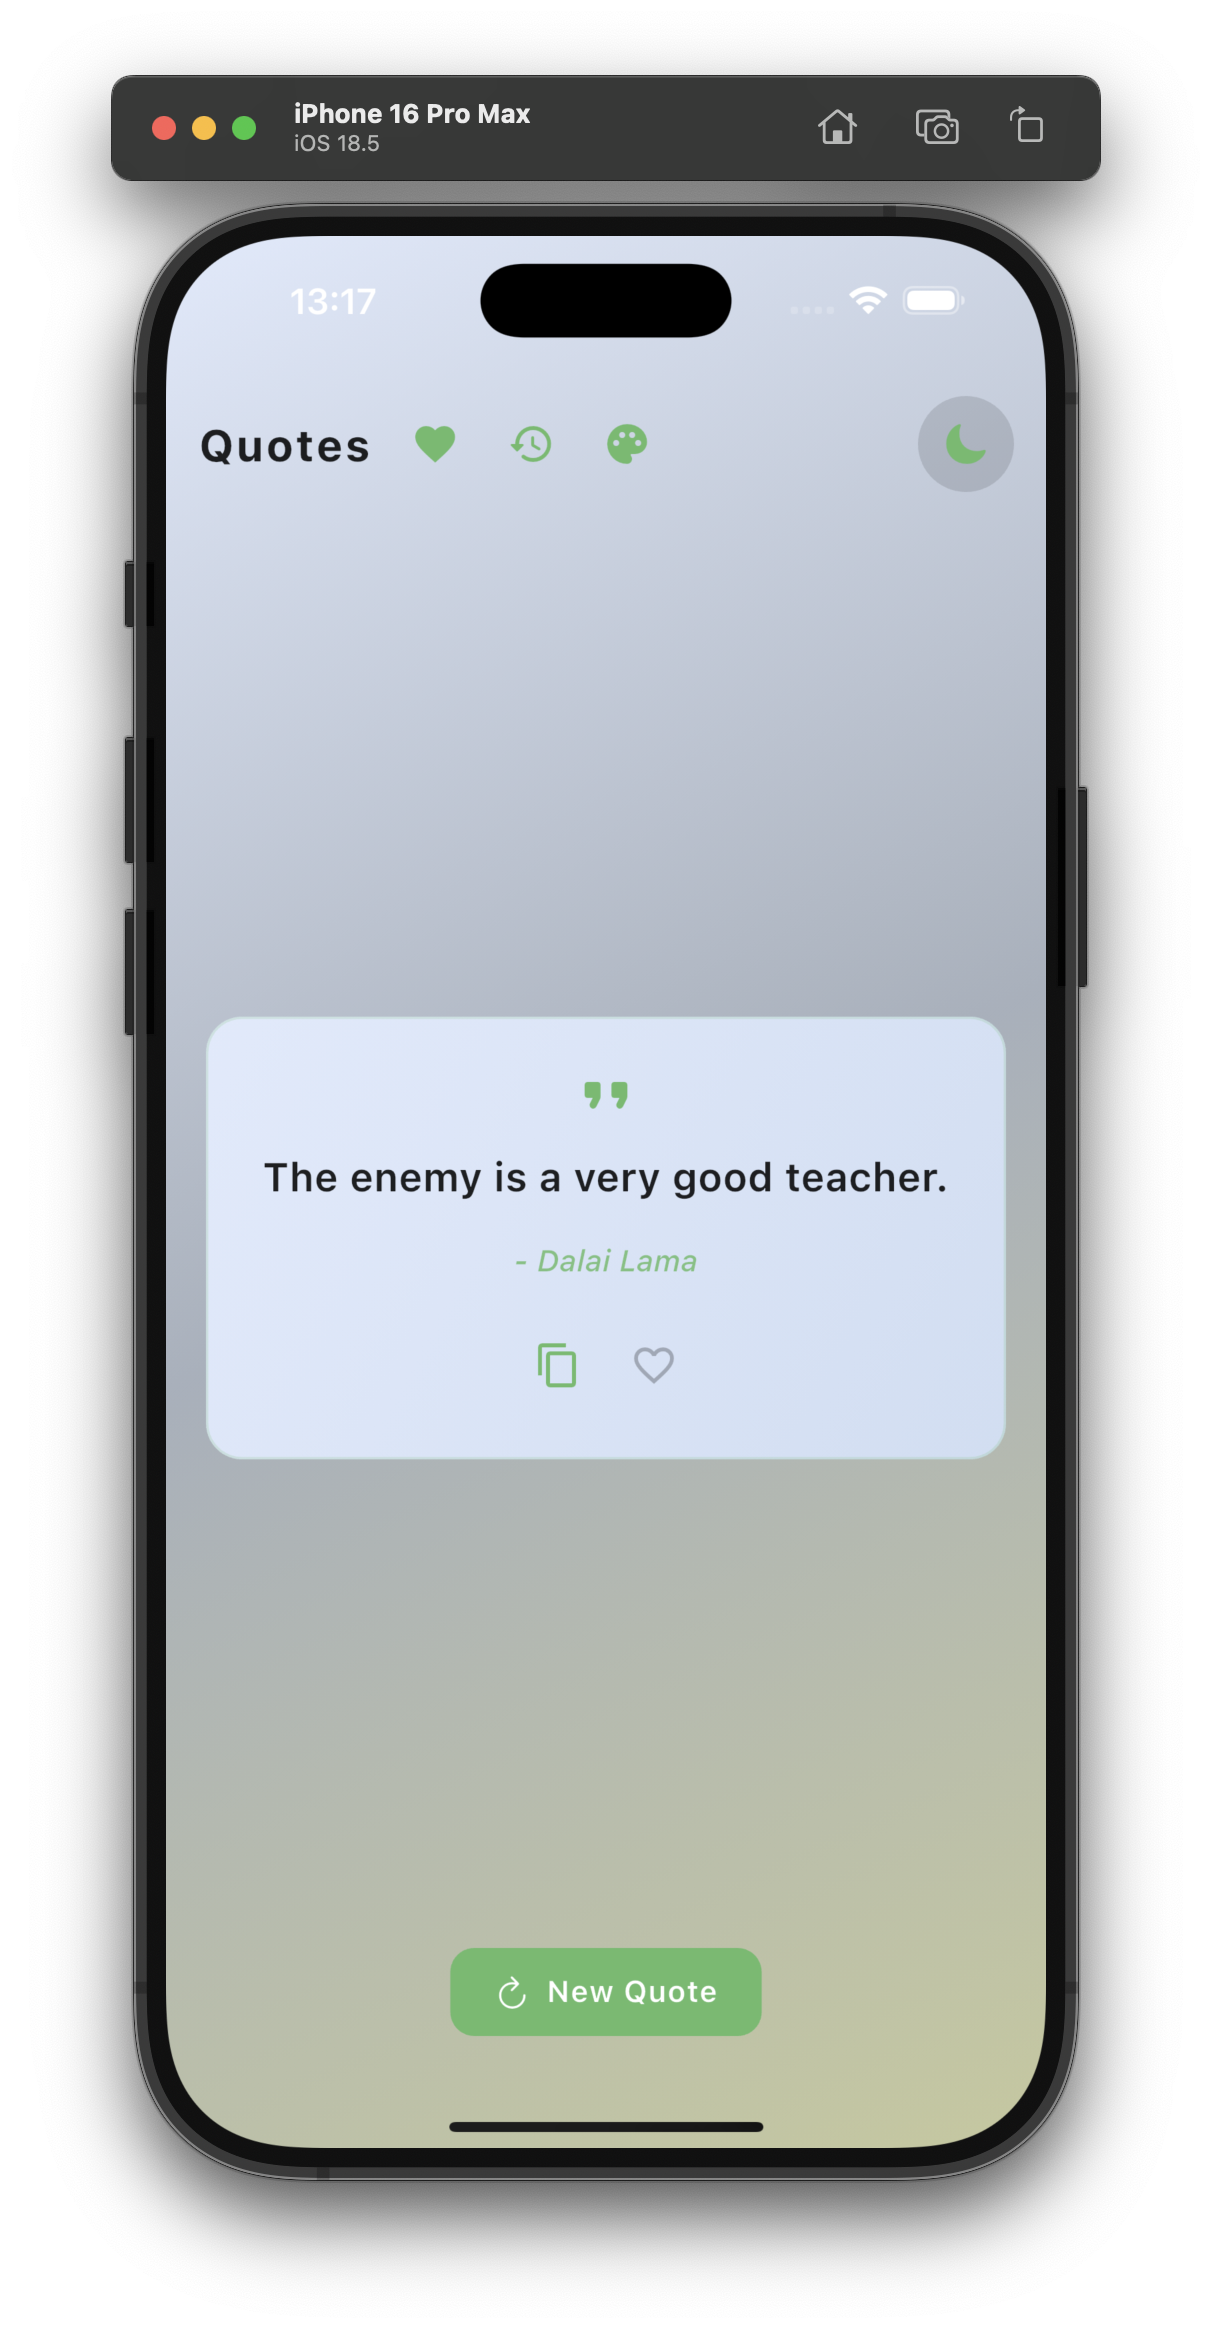 iPhone 16 Pro Max
iOS 18.5
13:17
Quotes
The enemy is a very good teacher.
- Dalai Lama
New Quote